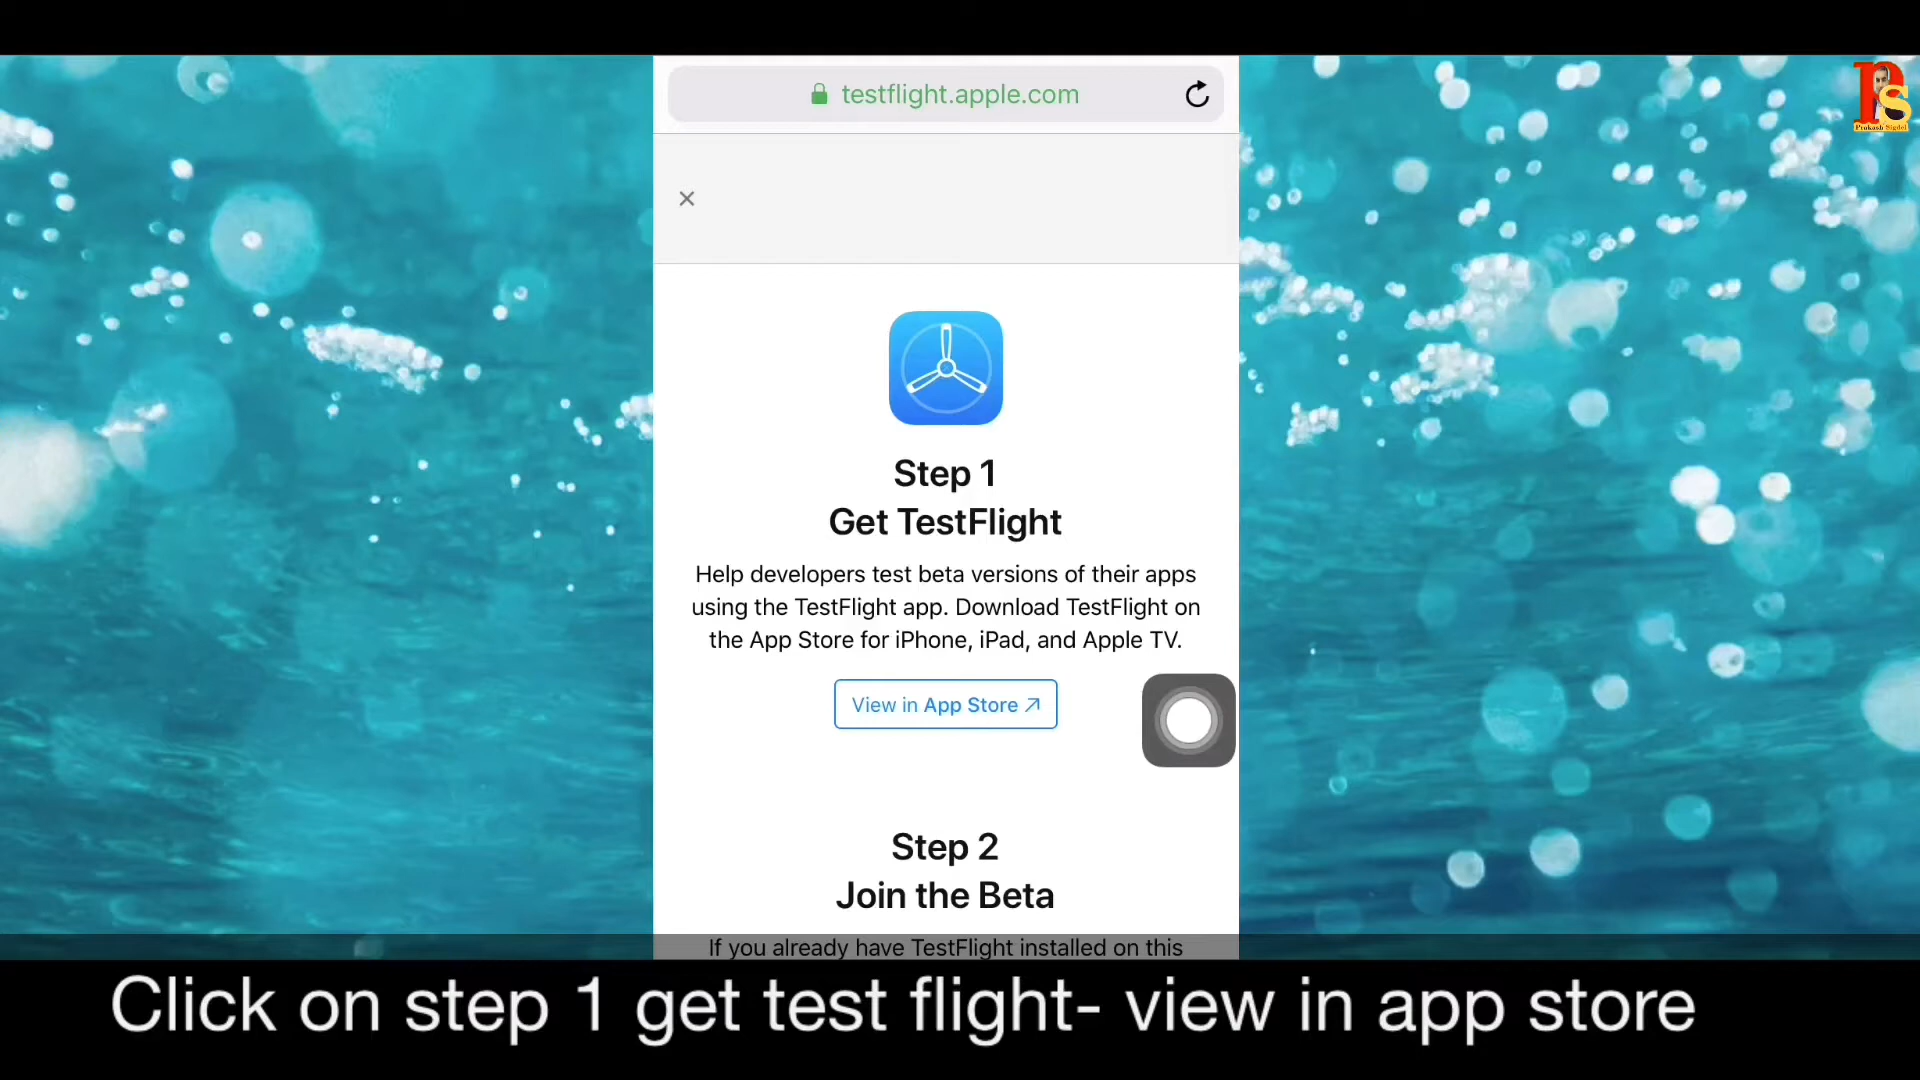 testflight.apple.com
PS
Prakash Sigdel
Step 1
Get TestFlight
Help developers test beta versions of their apps
using the TestFlight app. Download TestFlight on
the App Store for iPhone, iPad, and Apple TV.
View in App Store
Step 2
Join the Beta
If you already have TestFlight installed on this
Click on step 1 get test flight- view in app store